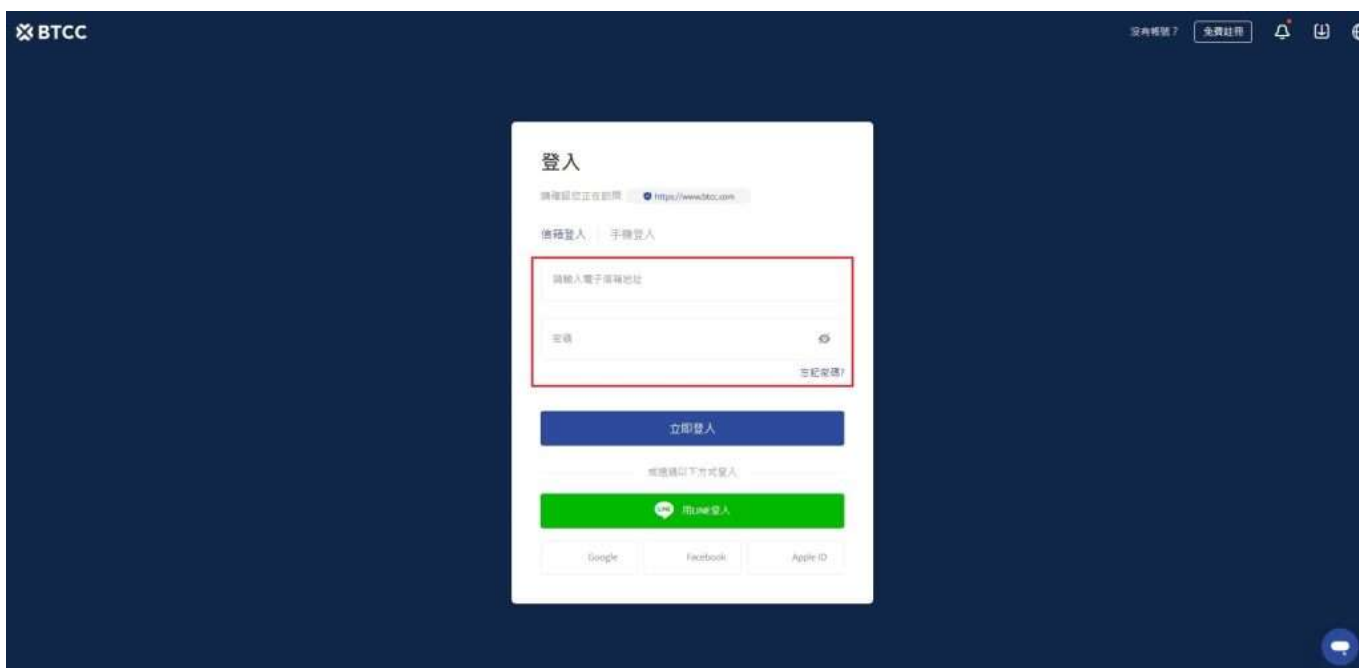 BTCC
沒有帳號？ 免費註冊
登入
請確認您正在訪問 https://www.btcc.com
信箱登入 手機登入
請輸入電子信箱地址
密碼
忘記密碼?
立即登入
或透過以下方式登入
LINE 用LINE登入
Google Facebook Apple ID